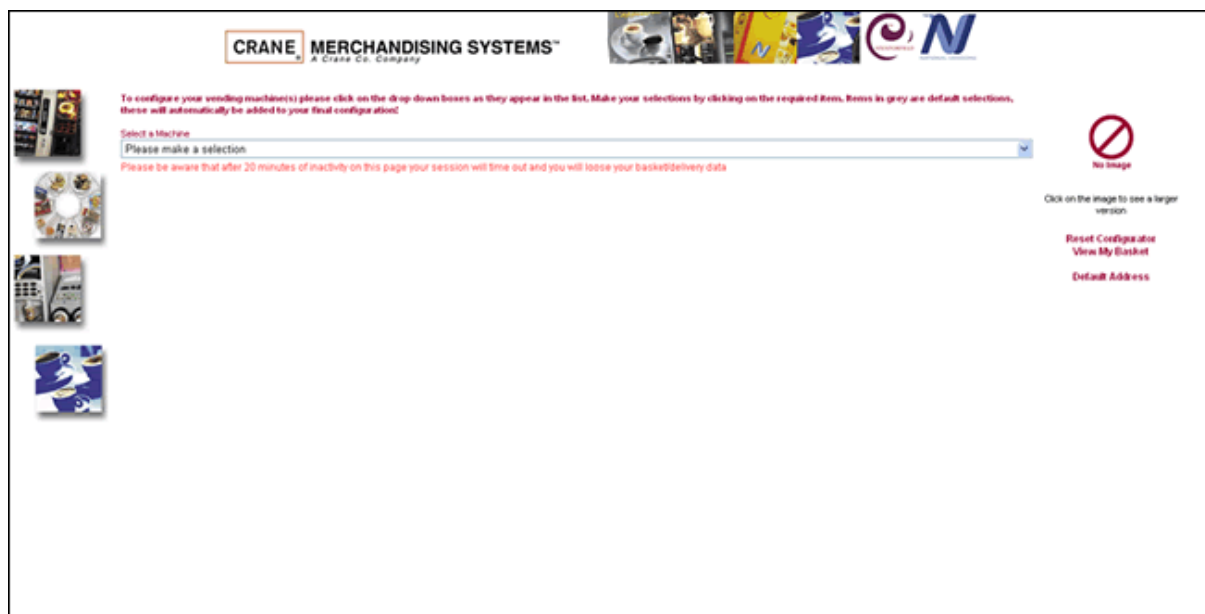 CRANE® MERCHANDISING SYSTEMS™
A Crane Co. Company
N
To configure your vending machine(s) please click on the drop down boxes as they appear in the list. Make your selections by clicking on the required item. Items in grey are default selections,
these will automatically be added to your final configuration!
Select a Machine
Please make a selection
Please be aware that after 20 minutes of inactivity on this page your session will time out and you will loose your basket/delivery data
No Image
Click on the image to see a larger
version
Reset Configurator
View My Basket
Default Address